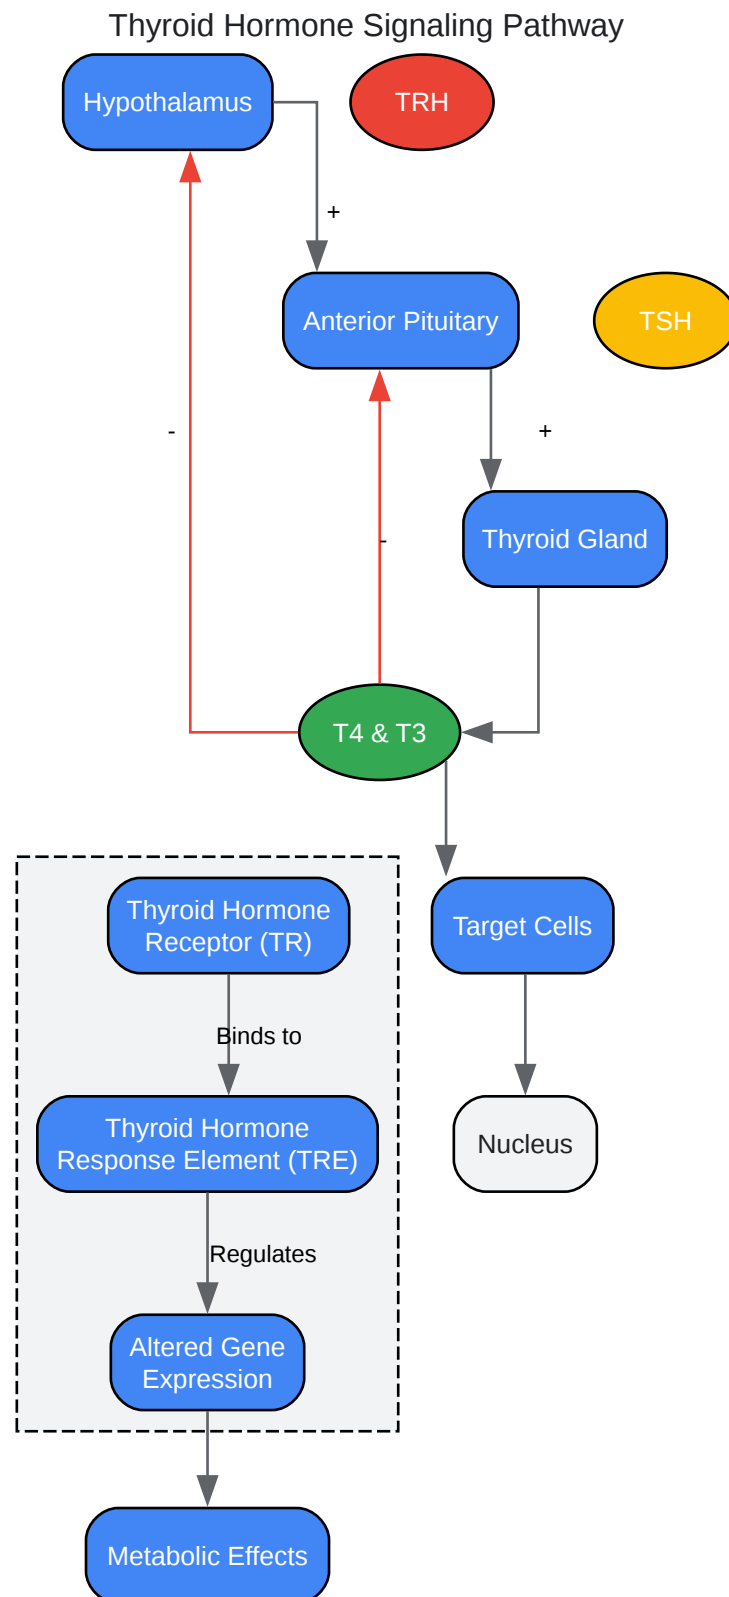 Thyroid Hormone Signaling Pathway
Hypothalamus
TRH
+
Anterior Pituitary
TSH
-
+
Thyroid Gland
-
T4 & T3
Thyroid Hormone
Receptor (TR)
Target Cells
Binds to
Thyroid Hormone
Response Element (TRE)
Nucleus
Regulates
Altered Gene
Expression
Metabolic Effects